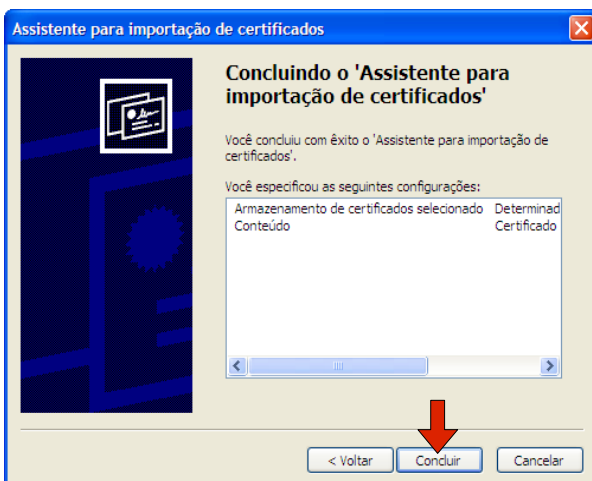 Assistente para importação de certificados
Concluindo o 'Assistente para
importação de certificados'
Você concluiu com êxito o 'Assistente para importação de
certificados'.
Você especificou as seguintes configurações:
Armazenamento de certificados selecionado Determinad
Conteúdo Certificado
< Voltar Concluir Cancelar